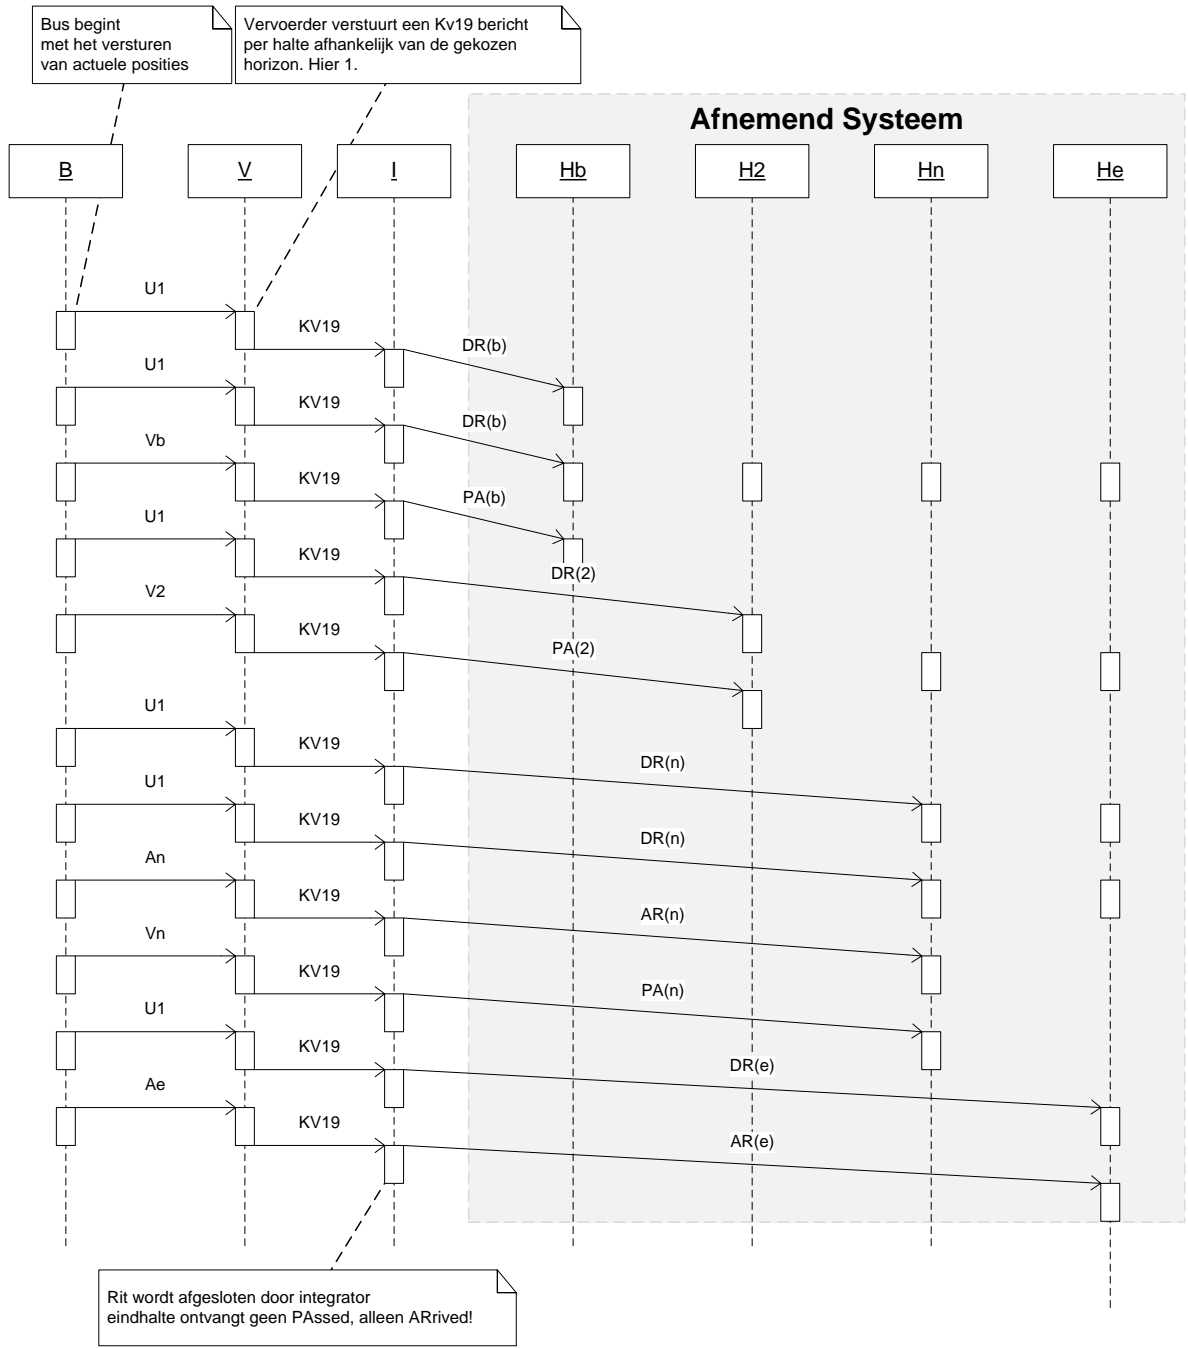 Bus begint
met het versturen
van actuele posities
Vervoerder verstuurt een Kv19 bericht
per halte afhankelijk van de gekozen
horizon. Hier 1.
Afnemend Systeem
B
V
I
Hb
H2
Hn
He
U1
KV19
DR(b)
U1
KV19
DR(b)
Vb
KV19
PA(b)
U1
KV19
DR(2)
V2
KV19
PA(2)
U1
KV19
DR(n)
U1
KV19
DR(n)
An
KV19
AR(n)
Vn
KV19
PA(n)
U1
KV19
DR(e)
Ae
KV19
AR(e)
Rit wordt afgesloten door integrator
eindhalte ontvangt geen PAssed, alleen ARrived!